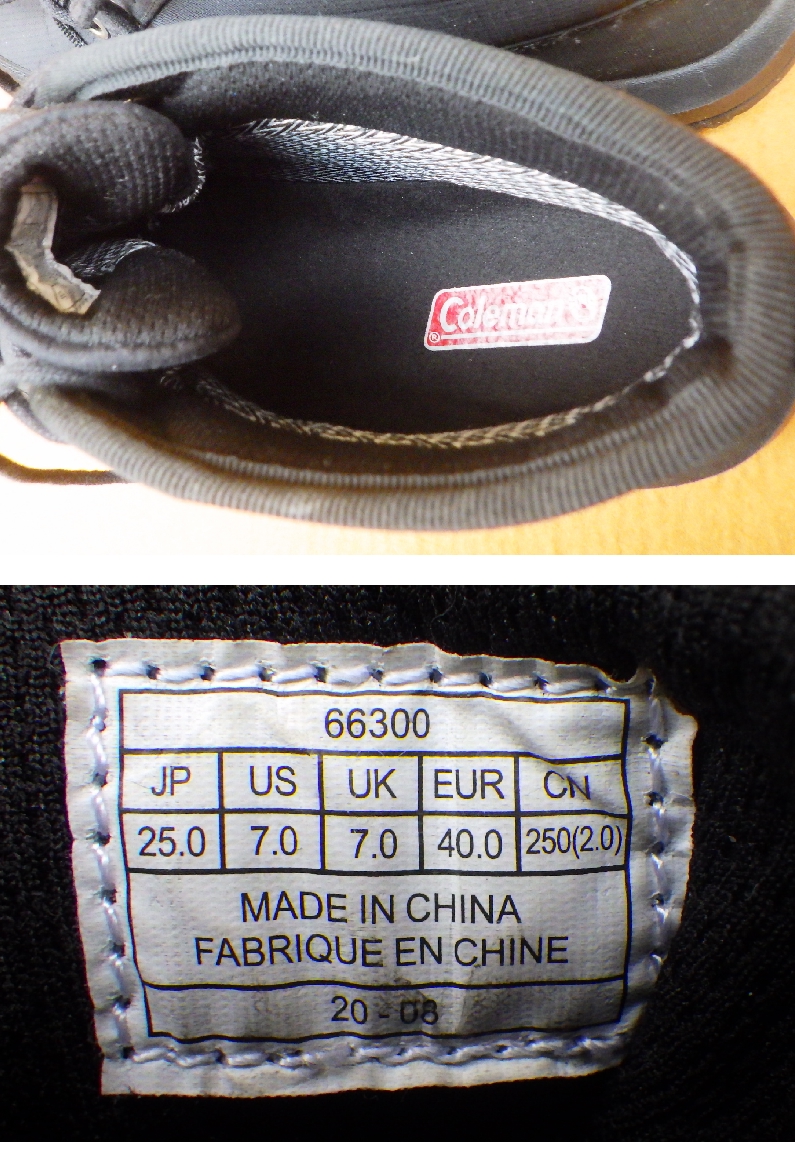 Coleman
®
66300
JP US UK EUR CN
25.0 7.0 7.0 40.0 250(2.0)
MADE IN CHINA
FABRIQUE EN CHINE
20 - 08